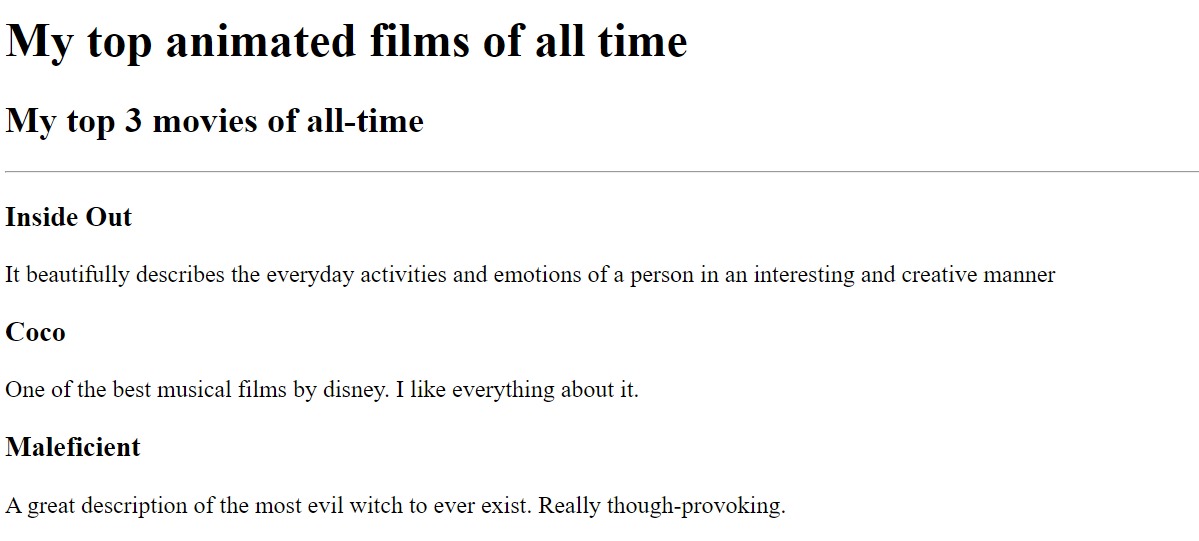 My top animated films of all time
My top 3 movies of all-time
Inside Out
It beautifully describes the everyday activities and emotions of a person in an interesting and creative manner
Coco
One of the best musical films by disney. I like everything about it.
Maleficient
A great description of the most evil witch to ever exist. Really though-provoking.